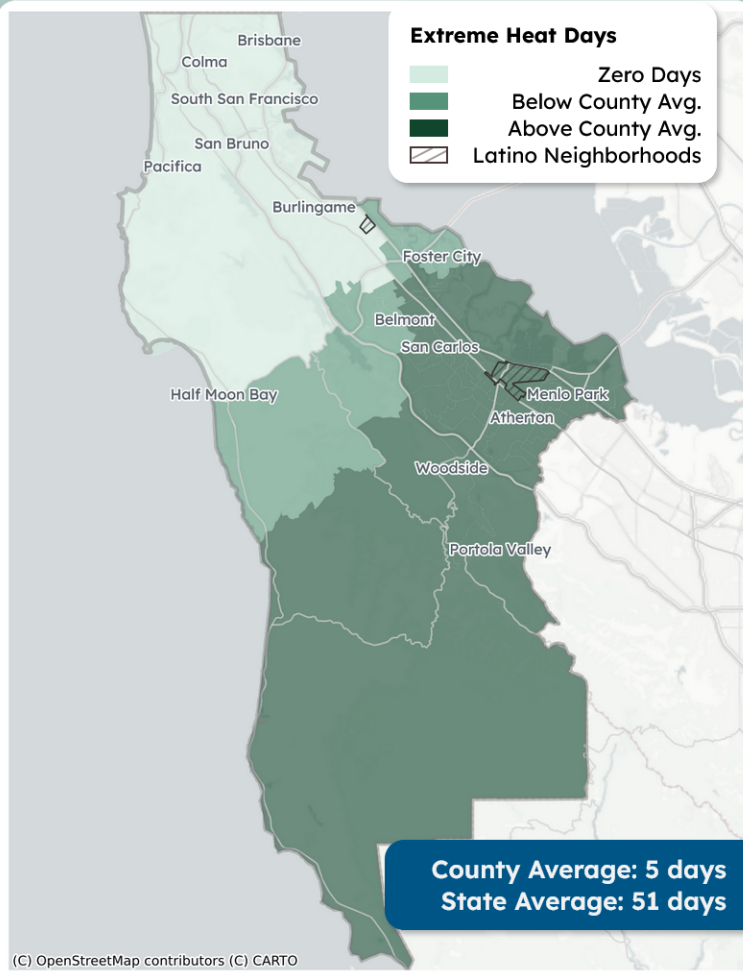 Extreme Heat Days
Zero Days
Below County Avg.
Above County Avg.
Latino Neighborhoods
Brisbane
Colma
South San Francisco
San Bruno
Pacifica
Burlingame
Foster City
Belmont
San Carlos
Half Moon Bay
Menlo Park
Atherton
Woodside
Portola Valley
County Average: 5 days
State Average: 51 days
(C) OpenStreetMap contributors (C) CARTO